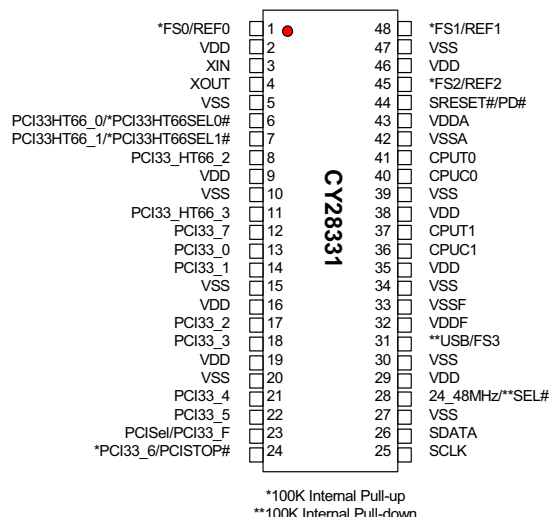 *FS0/REF0 1 48 *FS1/REF1
VDD 2 47 VSS
XIN 3 46 VDD
XOUT 4 45 *FS2/REF2
VSS 5 44 SRESET#/PD#
PCI33HT66_0/*PCI33HT66SEL0# 6 43 VDDA
PCI33HT66_1/*PCI33HT66SEL1# 7 42 VSSA
PCI33_HT66_2 8 41 CPUT0
VDD 9 40 CPUC0
VSS 10 39 VSS
PCI33_HT66_3 11 38 VDD
PCI33_7 12 37 CPUT1
PCI33_0 13 36 CPUC1
PCI33_1 14 35 VDD
VSS 15 34 VSS
VDD 16 33 VSSF
PCI33_2 17 32 VDDF
PCI33_3 18 31 **USB/FS3
VDD 19 30 VSS
VSS 20 29 VDD
PCI33_4 21 28 24_48MHz/**SEL#
PCI33_5 22 27 VSS
PCISel/PCI33_F 23 26 SDATA
*PCI33_6/PCISTOP# 24 25 SCLK
CY28331
*100K Internal Pull-up
**100K Internal Pull-down